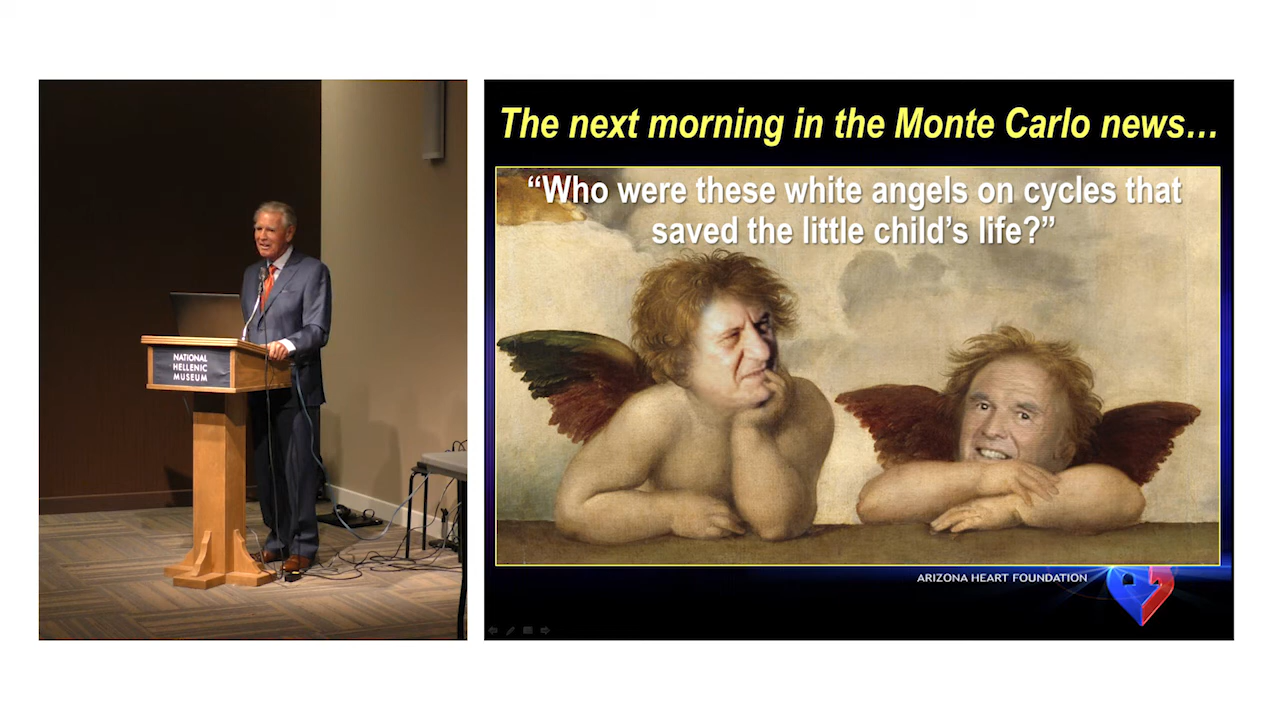 NATIONAL
HELLENIC
MUSEUM
The next morning in the Monte Carlo news…
“Who were these white angels on cycles that
saved the little child’s life?”
ARIZONA HEART FOUNDATION